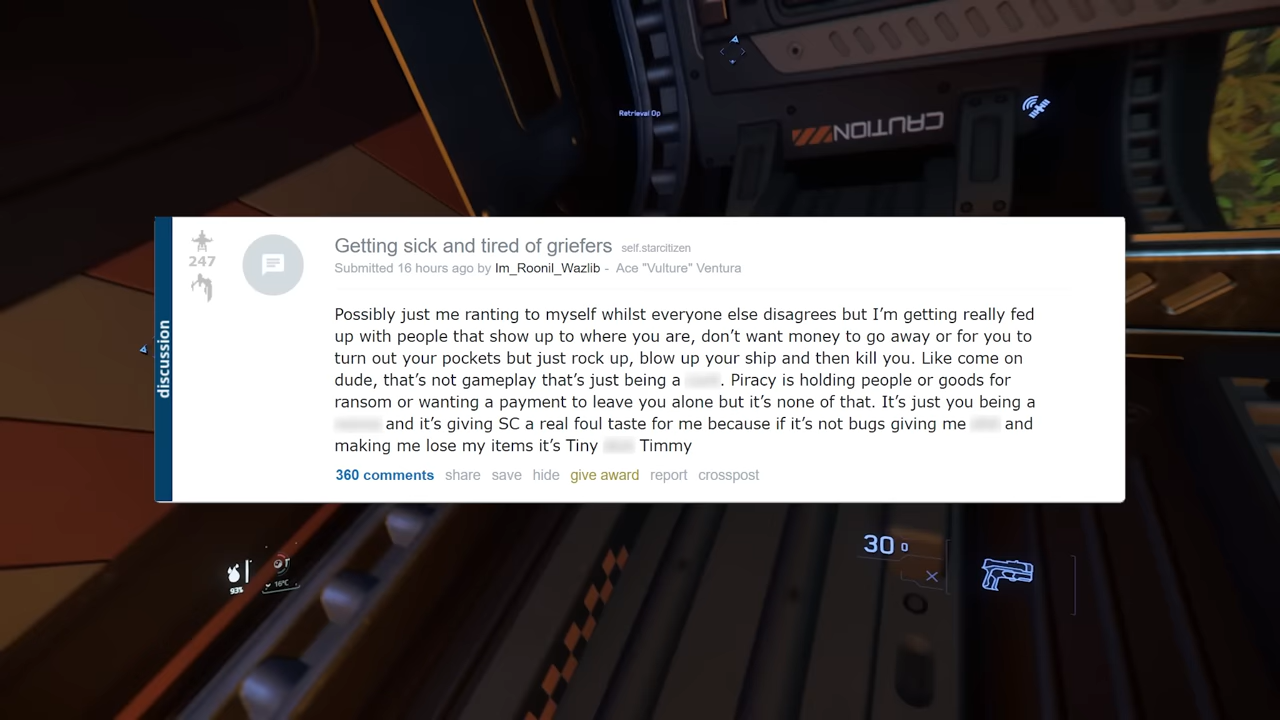 Retrieval Op
CAUTION
Getting sick and tired of griefers self.starcitizen
247
Submitted 16 hours ago by Im_Roonil_Wazlib - Ace "Vulture" Ventura
discussion
Possibly just me ranting to myself whilst everyone else disagrees but I’m getting really fed
up with people that show up to where you are, don’t want money to go away or for you to
turn out your pockets but just rock up, blow up your ship and then kill you. Like come on
dude, that’s not gameplay that’s just being a . Piracy is holding people or goods for
ransom or wanting a payment to leave you alone but it’s none of that. It’s just you being a
and it’s giving SC a real foul taste for me because if it’s not bugs giving me and
making me lose my items it’s Tiny Timmy
360 comments share save hide give award report crosspost
30 0
93%
16°C